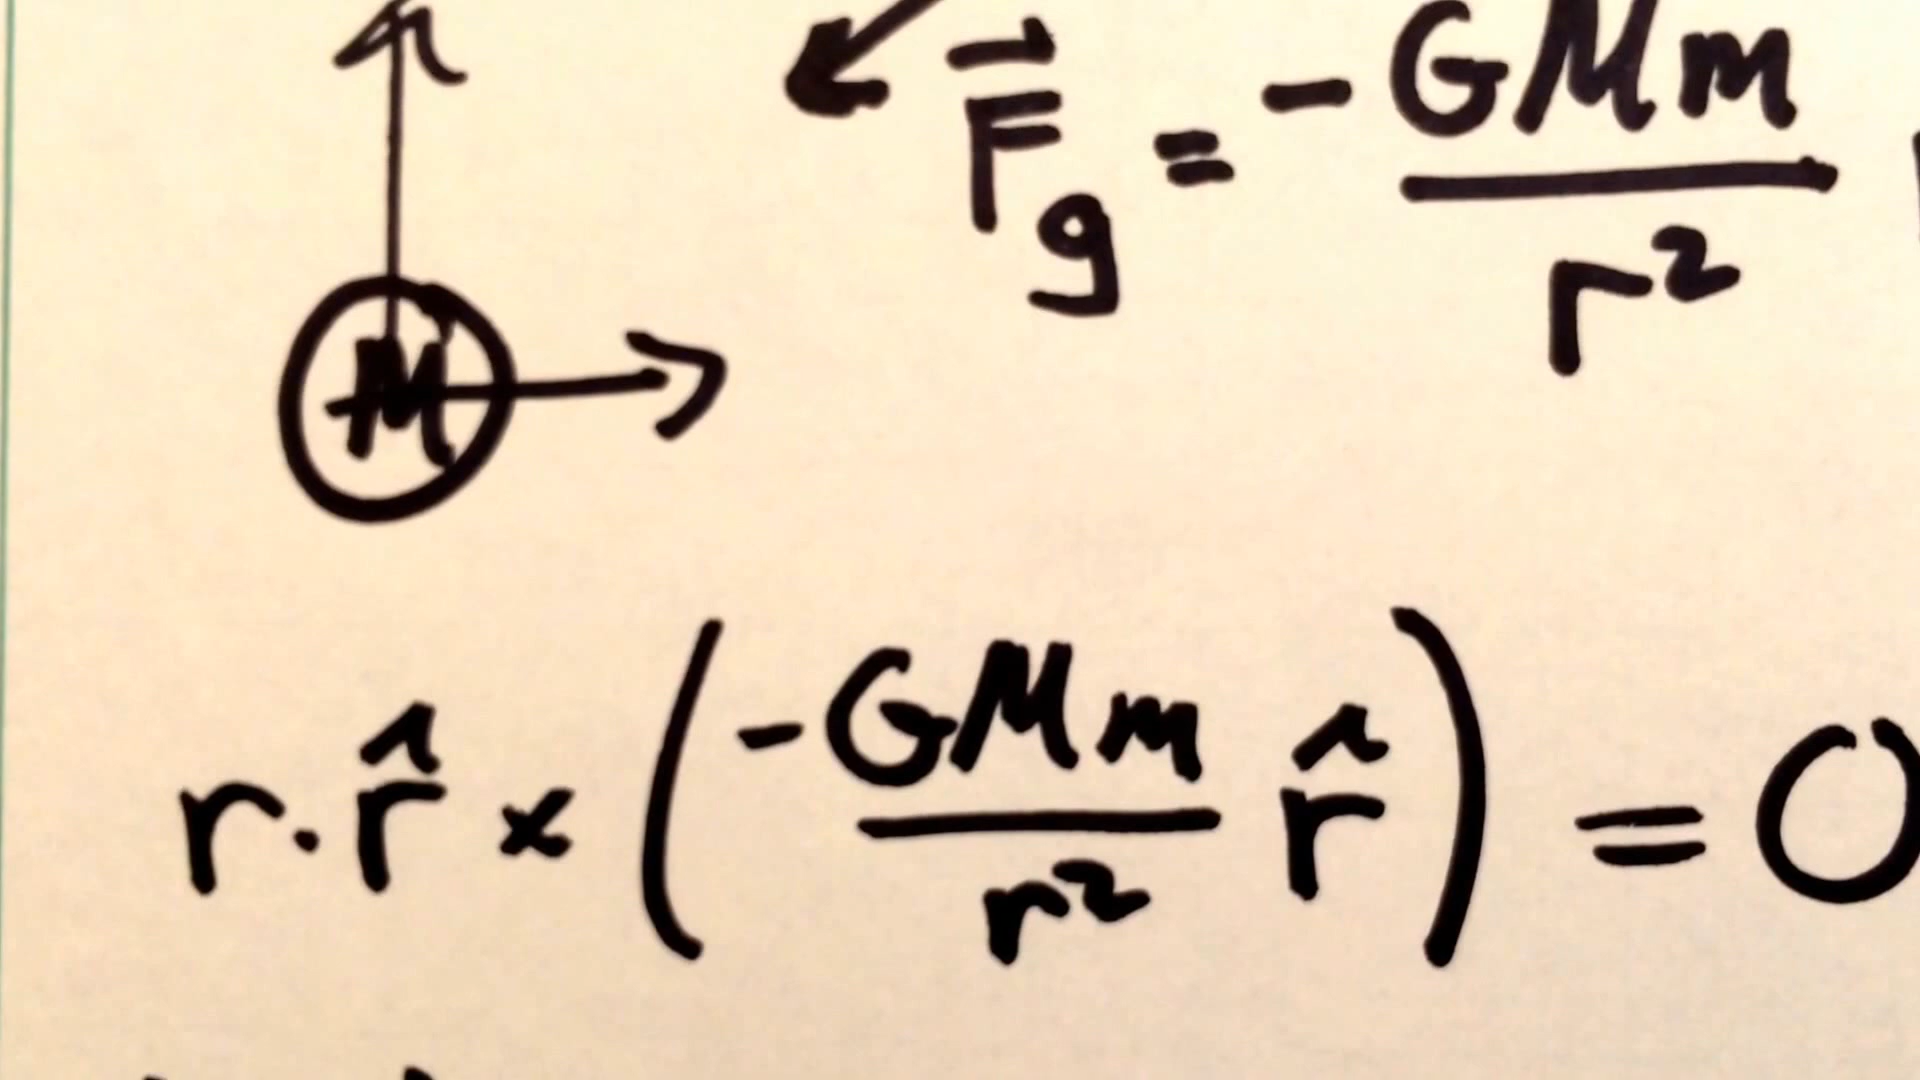 F⃗g = - GMm / r²
M
r · r̂ × ( -GMm / r² r̂ ) = 0